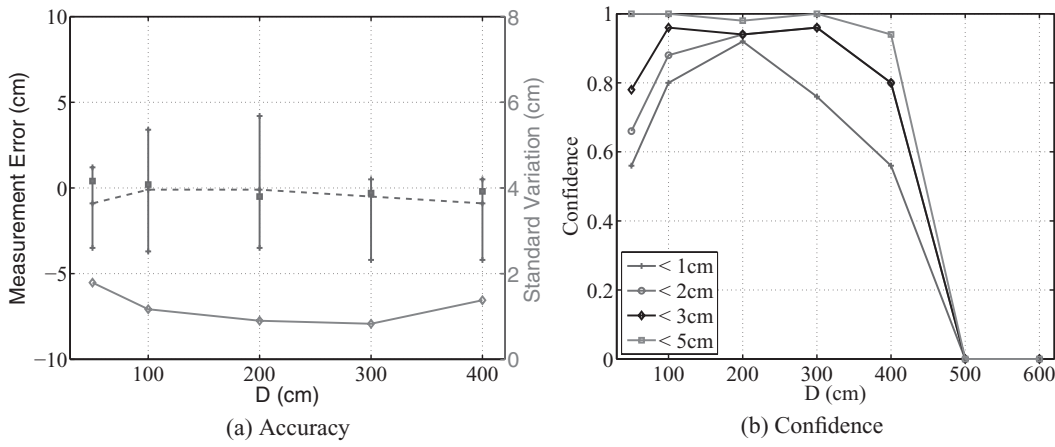 10
5
0
−5
−10
Measurement Error (cm)
8
6
4
2
0
Standard Variation (cm)
100 200 300 400
D (cm)
(a) Accuracy
1
0.8
0.6
0.4
0.2
0
Confidence
< 1cm
< 2cm
< 3cm
< 5cm
100 200 300 400 500 600
D (cm)
(b) Confidence